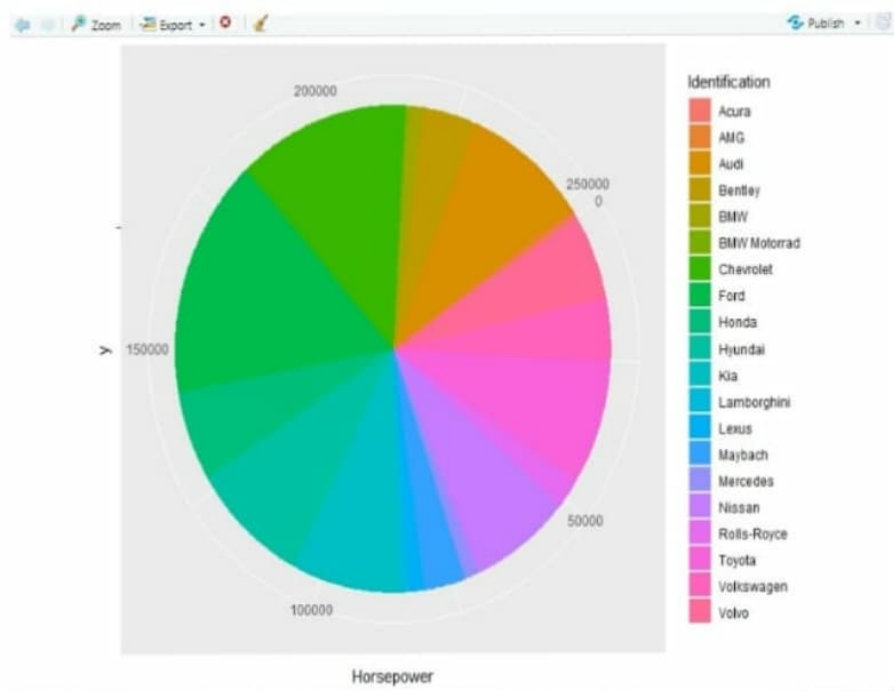 Zoom Export Publish
200000
250000
0
y
150000
50000
100000
Horsepower
Identification
Acura
AMG
Audi
Bentley
BMW
BMW Motorrad
Chevrolet
Ford
Honda
Hyundai
Kia
Lamborghini
Lexus
Maybach
Mercedes
Nissan
Rolls-Royce
Toyota
Volkswagen
Volvo